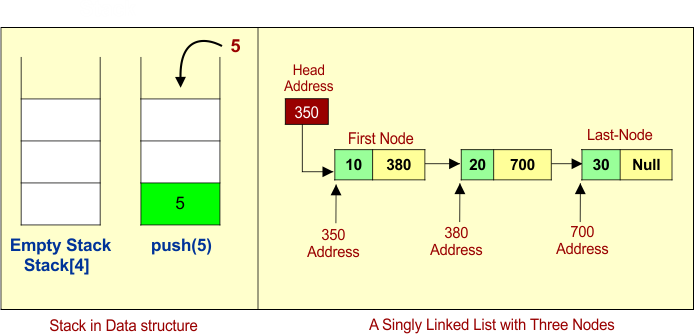 5
5
Empty Stack
Stack[4]
push(5)
Stack in Data structure
Head
Address
350
First Node
Last-Node
10 380
20 700
30 Null
350
Address
380
Address
700
Address
A Singly Linked List with Three Nodes